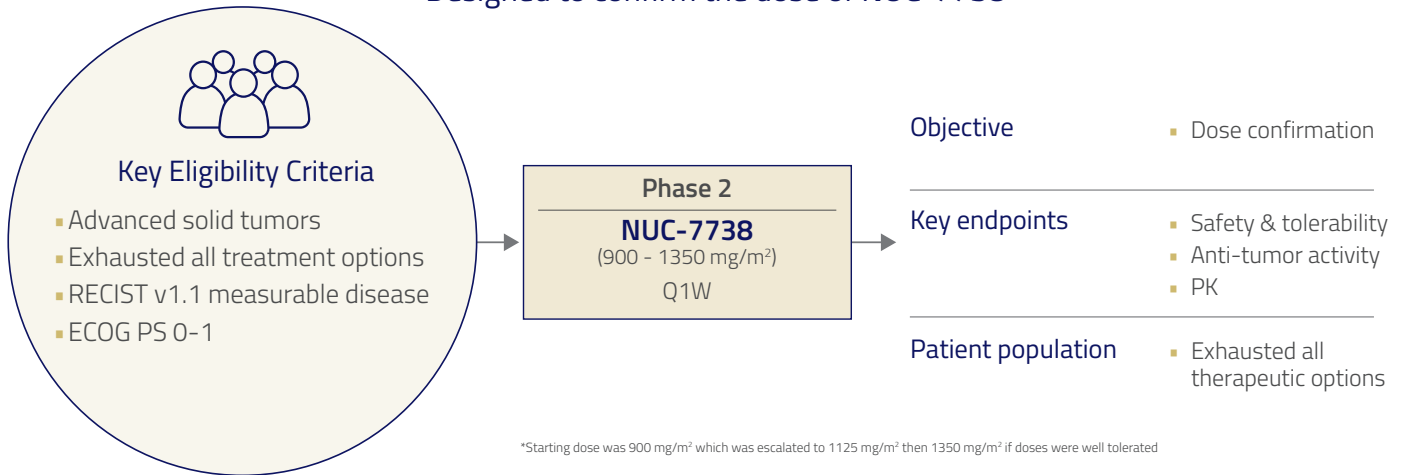 Key Eligibility Criteria
▪ Advanced solid tumors
▪ Exhausted all treatment options
▪ RECIST v1.1 measurable disease
▪ ECOG PS 0-1
Phase 2
NUC-7738
(900 - 1350 mg/m²)
Q1W
Objective
▪ Dose confirmation
Key endpoints
▪ Safety & tolerability
▪ Anti-tumor activity
▪ PK
Patient population
▪ Exhausted all
therapeutic options
*Starting dose was 900 mg/m² which was escalated to 1125 mg/m² then 1350 mg/m² if doses were well tolerated